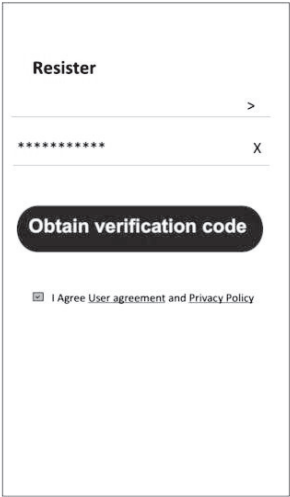 Resister
>
*********** X
Obtain verification code
I Agree User agreement and Privacy Policy